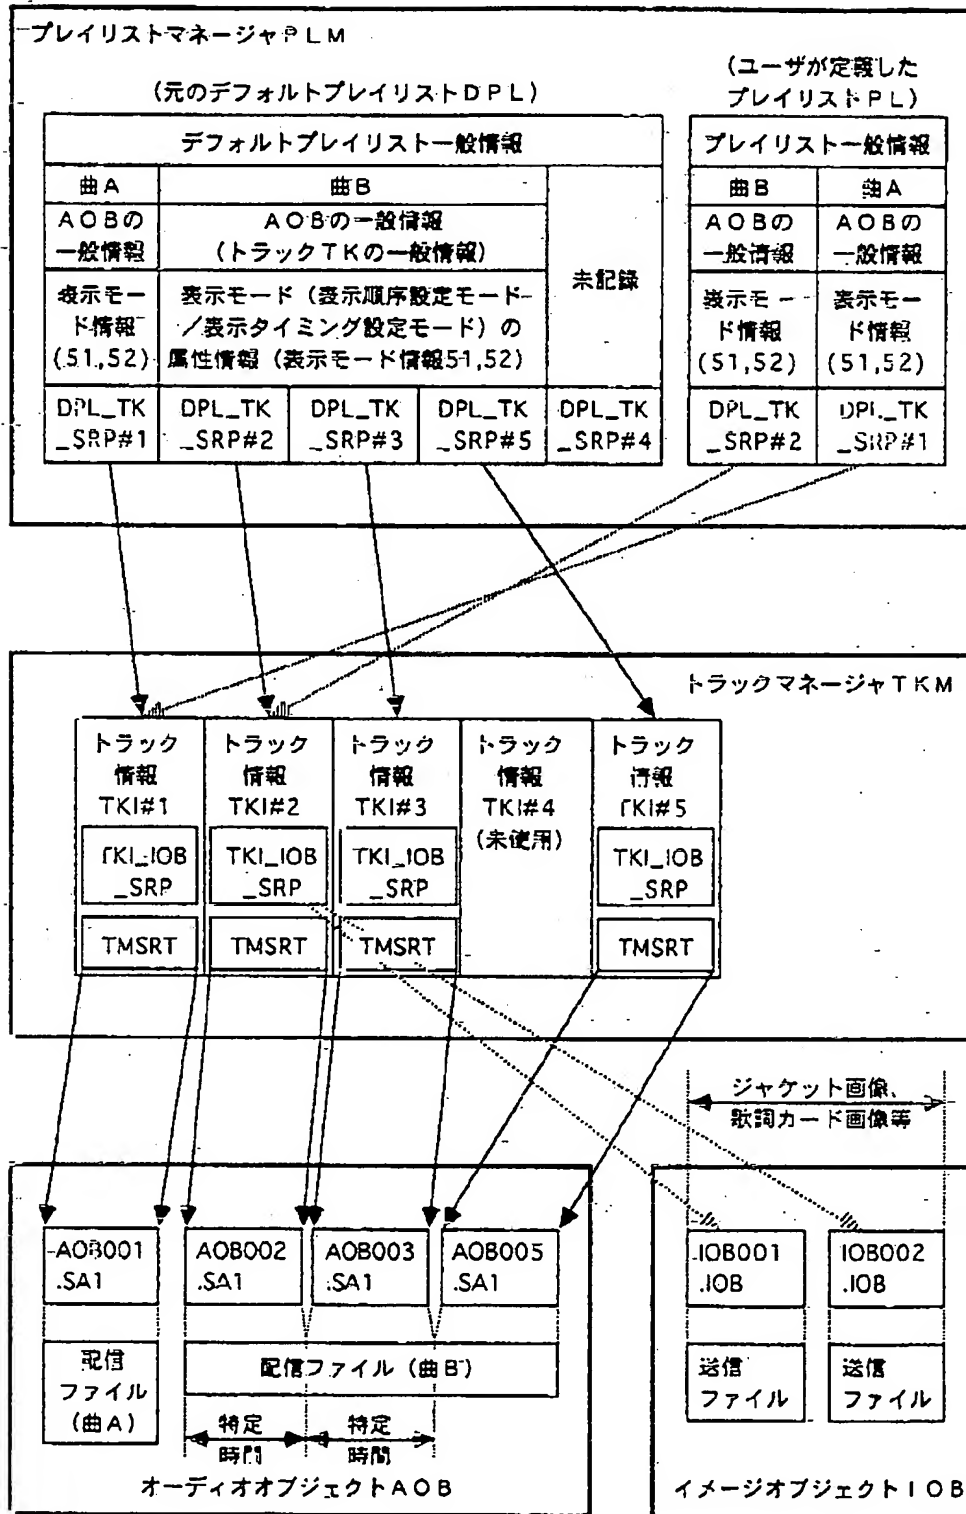 プレイリストマネージャPLM
(元のデフォルトプレイリストDPL)
(ユーザが定義した
プレイリストPL)
デフォルトプレイリスト一般情報
曲A
曲B
AOBの
一般情報
AOBの一般情報
(トラックTKの一般情報)
未記録
表示モー
ド情報
(51,52)
表示モード(表示順序設定モード
/表示タイミング設定モード)の
属性情報(表示モード情報51,52)
DPL_TK
_SRP#1
DPL_TK
_SRP#2
DPL_TK
_SRP#3
DPL_TK
_SRP#5
DPL_TK
_SRP#4
プレイリスト一般情報
曲B
曲A
AOBの
一般情報
AOBの
一般情報
表示モー
ド情報
(51,52)
表示モー
ド情報
(51,52)
DPL_TK
_SRP#2
DPL_TK
_SRP#1
トラックマネージャTKM
トラック
情報
TKI#1
TKI_IOB
_SRP
TMSRT
トラック
情報
TKI#2
TKI_IOB
_SRP
TMSRT
トラック
情報
TKI#3
TKI_IOB
_SRP
TMSRT
トラック
情報
TKI#4
(未使用)
トラック
情報
TKI#5
TKI_IOB
_SRP
TMSRT
ジャケット画像、
歌詞カード画像等
AOB001
.SA1
AOB002
.SA1
AOB003
.SA1
AOB005
.SA1
配信
ファイル
(曲A)
配信ファイル(曲B)
特定
時間
特定
時間
オーディオオブジェクトAOB
IOB001
.IOB
IOB002
.IOB
送信
ファイル
送信
ファイル
イメージオブジェクトIOB